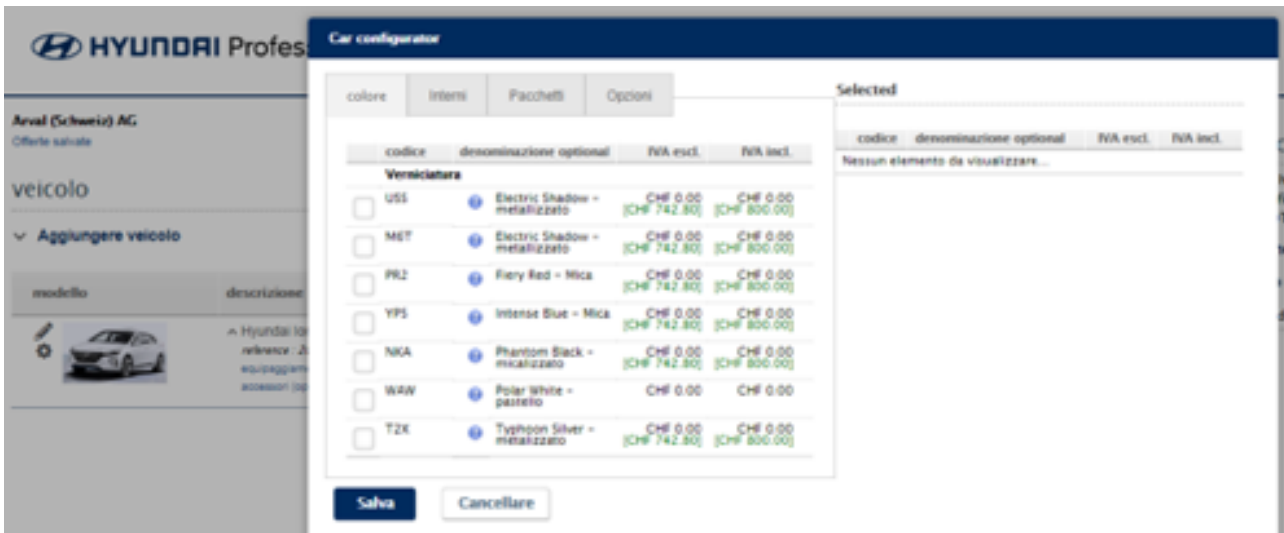 HYUNDAI Profes
Car configurator
Arval (Schweiz) AG
Offerte salvate
veicolo
Aggiungere veicolo
modello descrizione
Hyundai Io
reference :
equipaggiam
accessori (op
colore Interni Pacchetti Opzioni
codice denominazione optional IVA escl. IVA incl.
Verniciatura
Electric Shadow - CHF 0.00 CHF 0.00
metallizzato [CHF 742.80] [CHF 800.00]
M6T Electric Shadow - CHF 0.00 CHF 0.00
metallizzato [CHF 742.80] [CHF 800.00]
PR2 Fiery Red - Mica CHF 0.00 CHF 0.00
[CHF 742.80] [CHF 800.00]
YP5 Intense Blue - Mica CHF 0.00 CHF 0.00
[CHF 742.80] [CHF 800.00]
NKA Phantom Black - CHF 0.00 CHF 0.00
micalizzato [CHF 742.80] [CHF 800.00]
WAW Polar White - CHF 0.00 CHF 0.00
pastello
T2X Typhoon Silver - CHF 0.00 CHF 0.00
metallizzato [CHF 742.80] [CHF 800.00]
Selected
codice denominazione optional IVA escl. IVA incl.
Nessun elemento da visualizzare...
Salva Cancellare